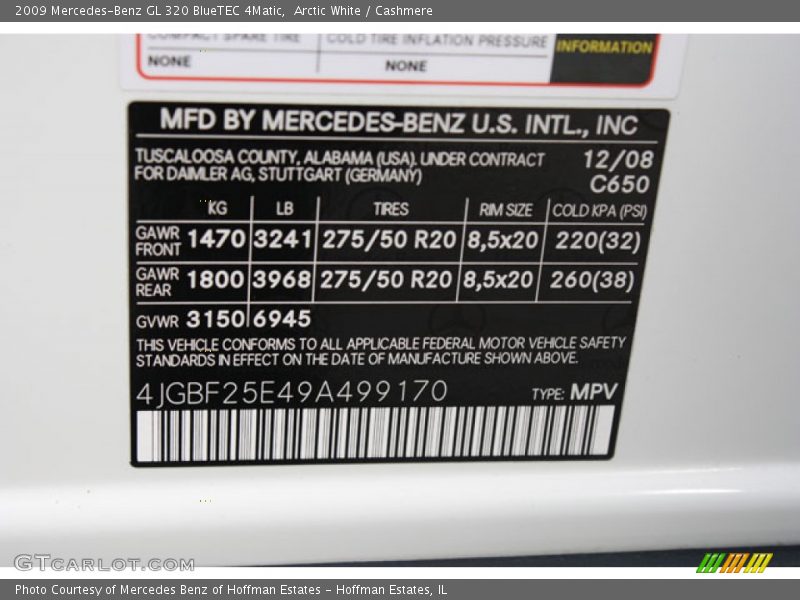 2009 Mercedes-Benz GL 320 BlueTEC 4Matic, Arctic White / Cashmere
COMPACT SPARE TIRE COLD TIRE INFLATION PRESSURE INFORMATION
NONE NONE
MFD BY MERCEDES-BENZ U.S. INTL., INC
TUSCALOOSA COUNTY, ALABAMA (USA). UNDER CONTRACT 12/08
FOR DAIMLER AG, STUTTGART (GERMANY) C650
KG LB TIRES RIM SIZE COLD KPA (PSI)
GAWR FRONT 1470 3241 275/50 R20 8,5x20 220(32)
GAWR REAR 1800 3968 275/50 R20 8,5x20 260(38)
GVWR 3150 6945
THIS VEHICLE CONFORMS TO ALL APPLICABLE FEDERAL MOTOR VEHICLE SAFETY
STANDARDS IN EFFECT ON THE DATE OF MANUFACTURE SHOWN ABOVE.
4JGBF25E49A499170 TYPE: MPV
GTCARLOT.COM
Photo Courtesy of Mercedes Benz of Hoffman Estates - Hoffman Estates, IL